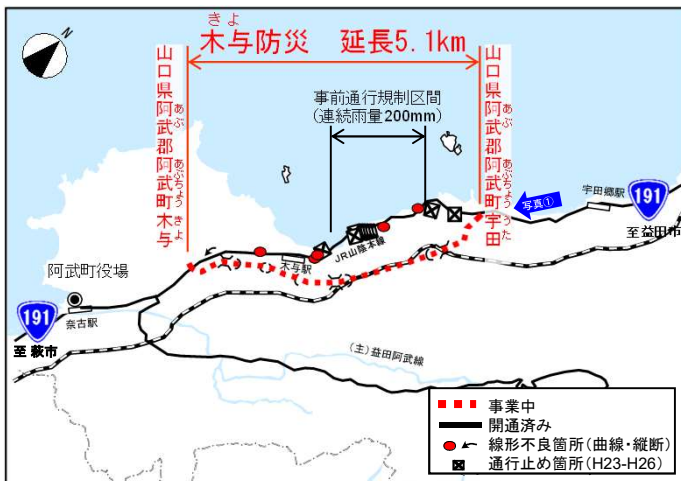 きよ
木与防災 延長5.1km
N
山口県阿武郡阿武町木与
あぶ
あぶちょう
きよ
事前通行規制区間
(連続雨量200mm)
山口県阿武郡阿武町宇田
あぶ
あぶちょう
うた
写真①
宇田郷駅
191
至益田市
JR山陰本線
木与駅
阿武町役場
191
奈古駅
至 萩市
(主)益田阿武線
事業中
開通済み
線形不良箇所(曲線・縦断)
通行止め箇所(H23-H26)